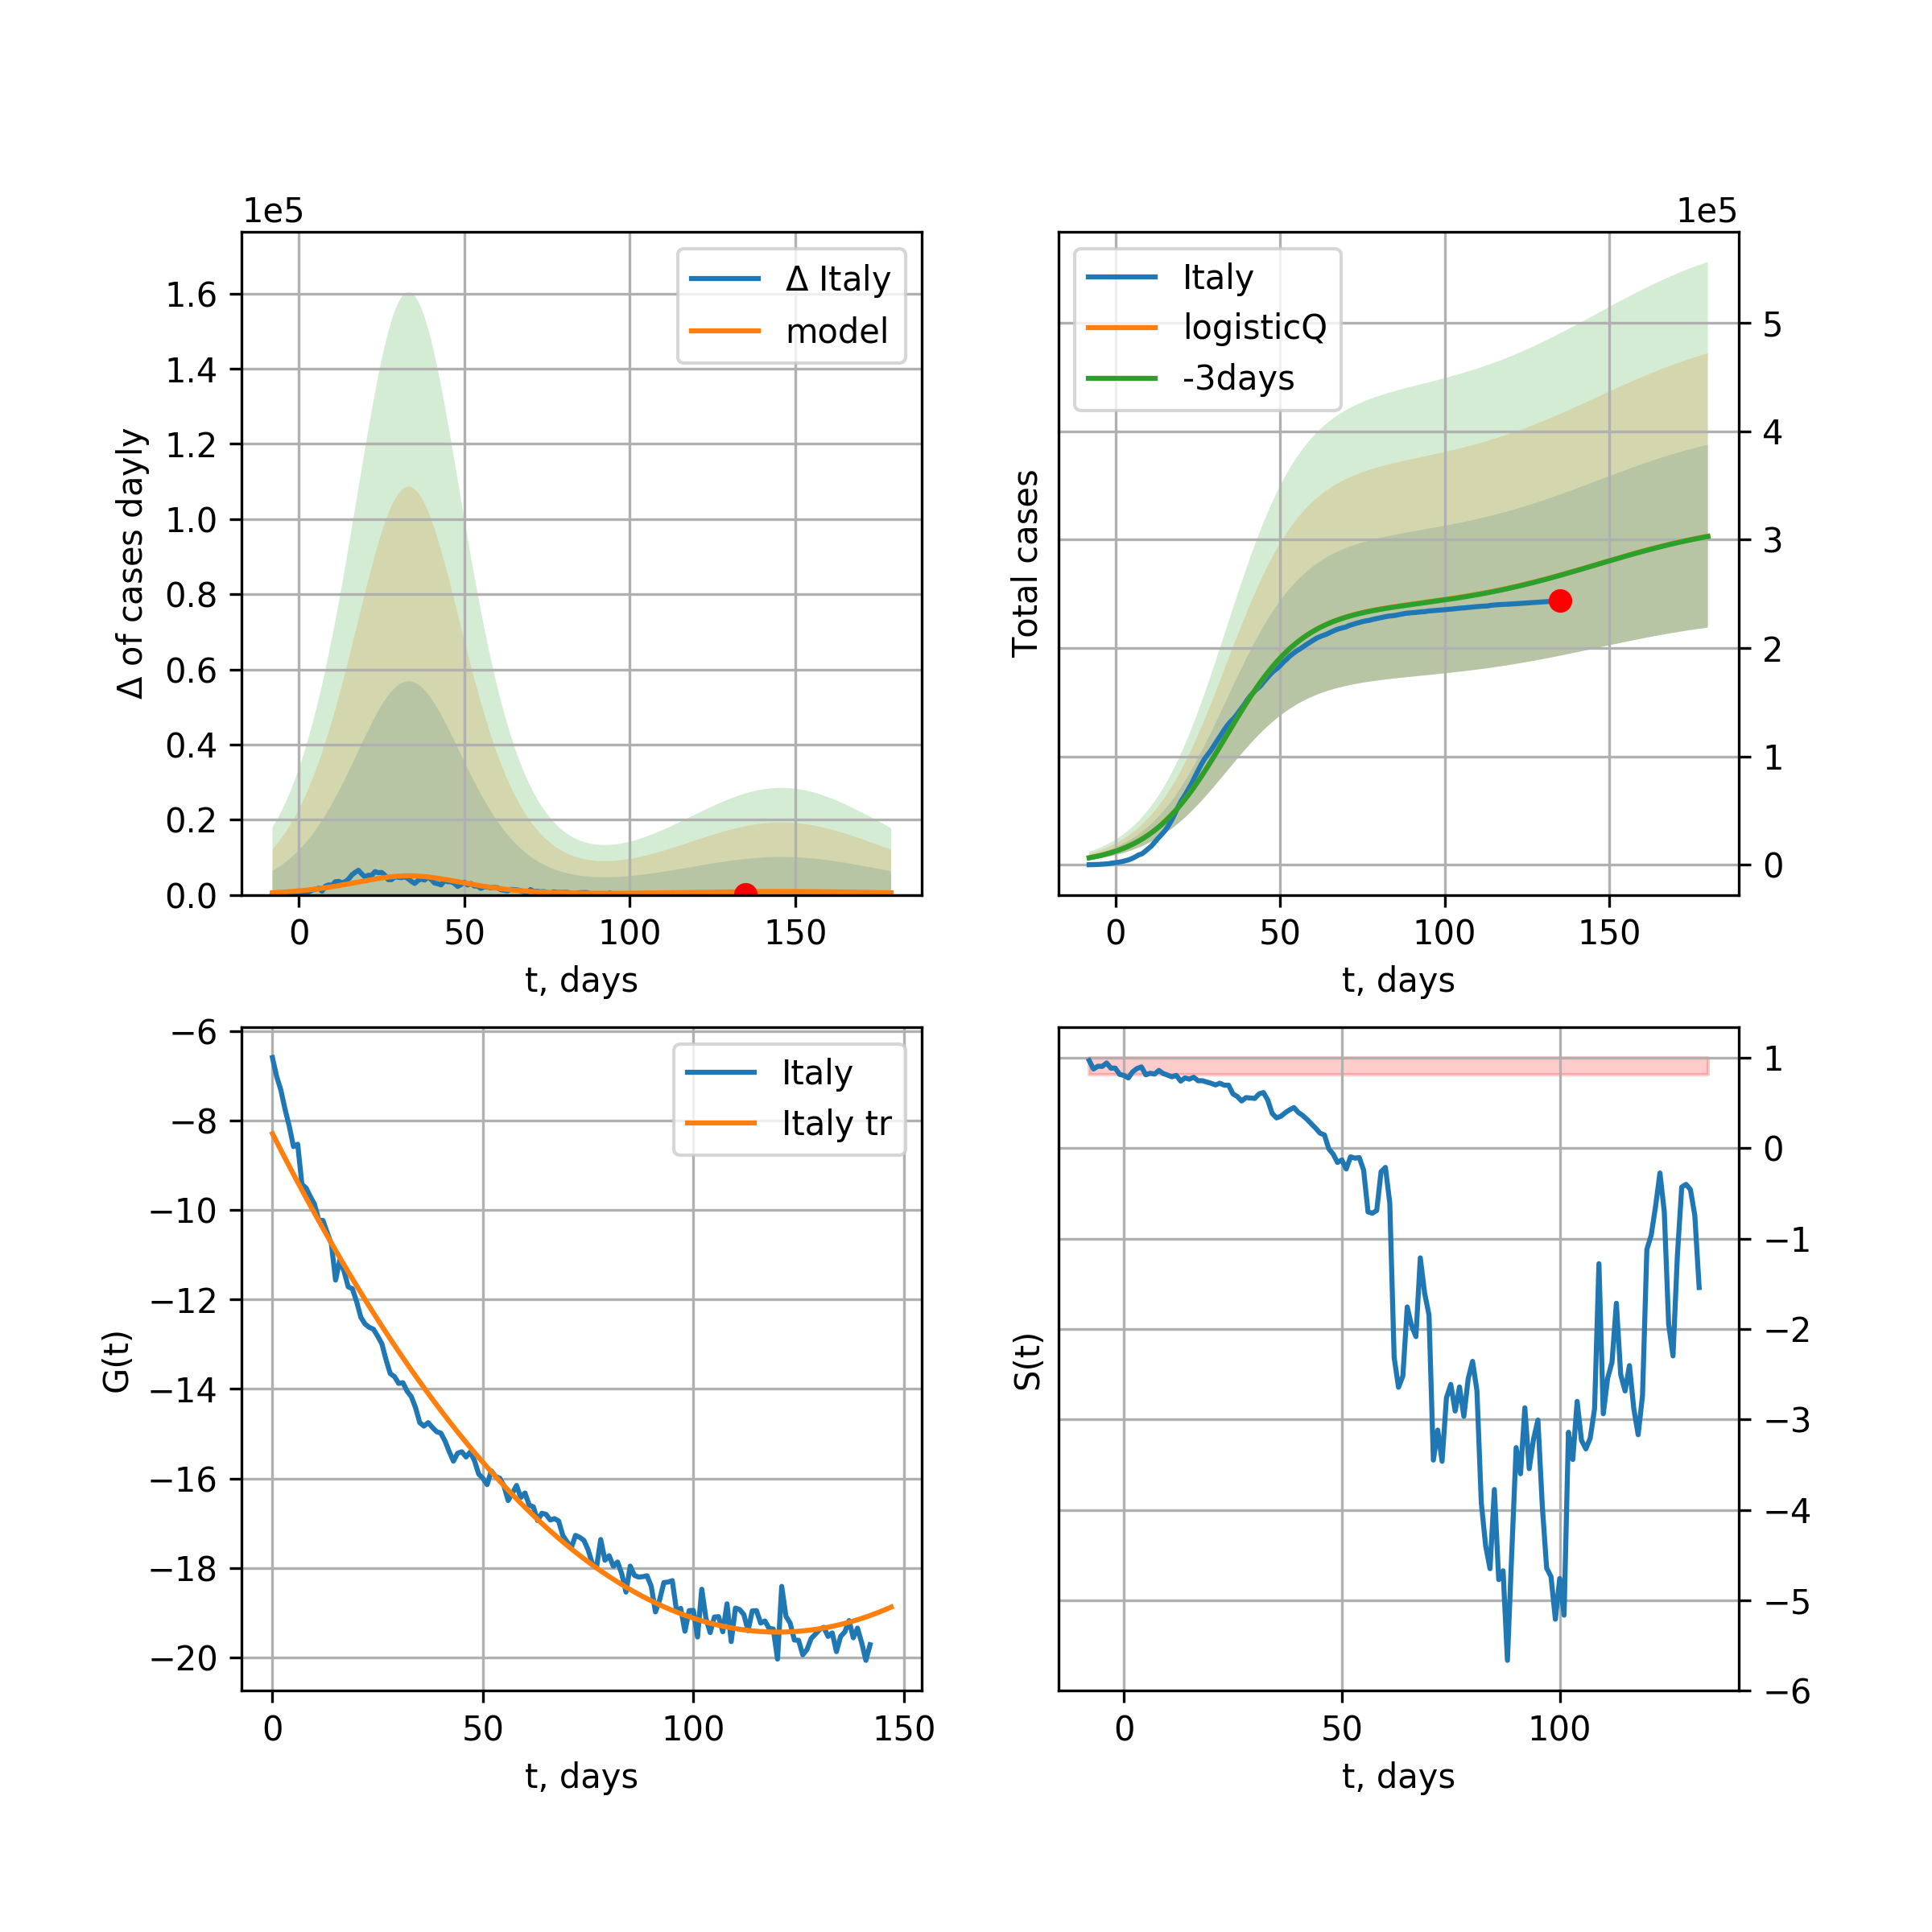 1e5
Δ of cases dayly
1.6
1.4
1.2
1.0
0.8
0.6
0.4
0.2
0.0
Δ Italy
model
0 50 100 150
t, days
1e5
Total cases
Italy
logisticQ
-3days
5
4
3
2
1
0
0 50 100 150
t, days
G(t)
−6
−8
−10
−12
−14
−16
−18
−20
Italy
Italy tr
0 50 100 150
t, days
S(t)
1
0
−1
−2
−3
−4
−5
−6
0 50 100
t, days